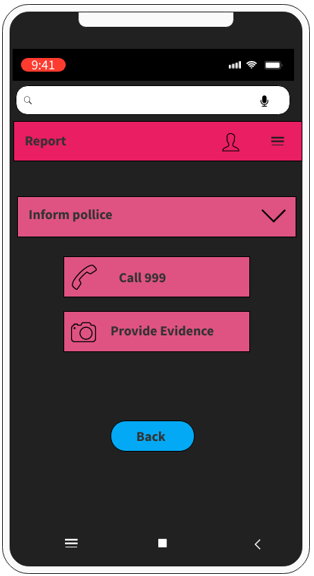 9:41
Report
Inform pollice
Call 999
Provide Evidence
Back